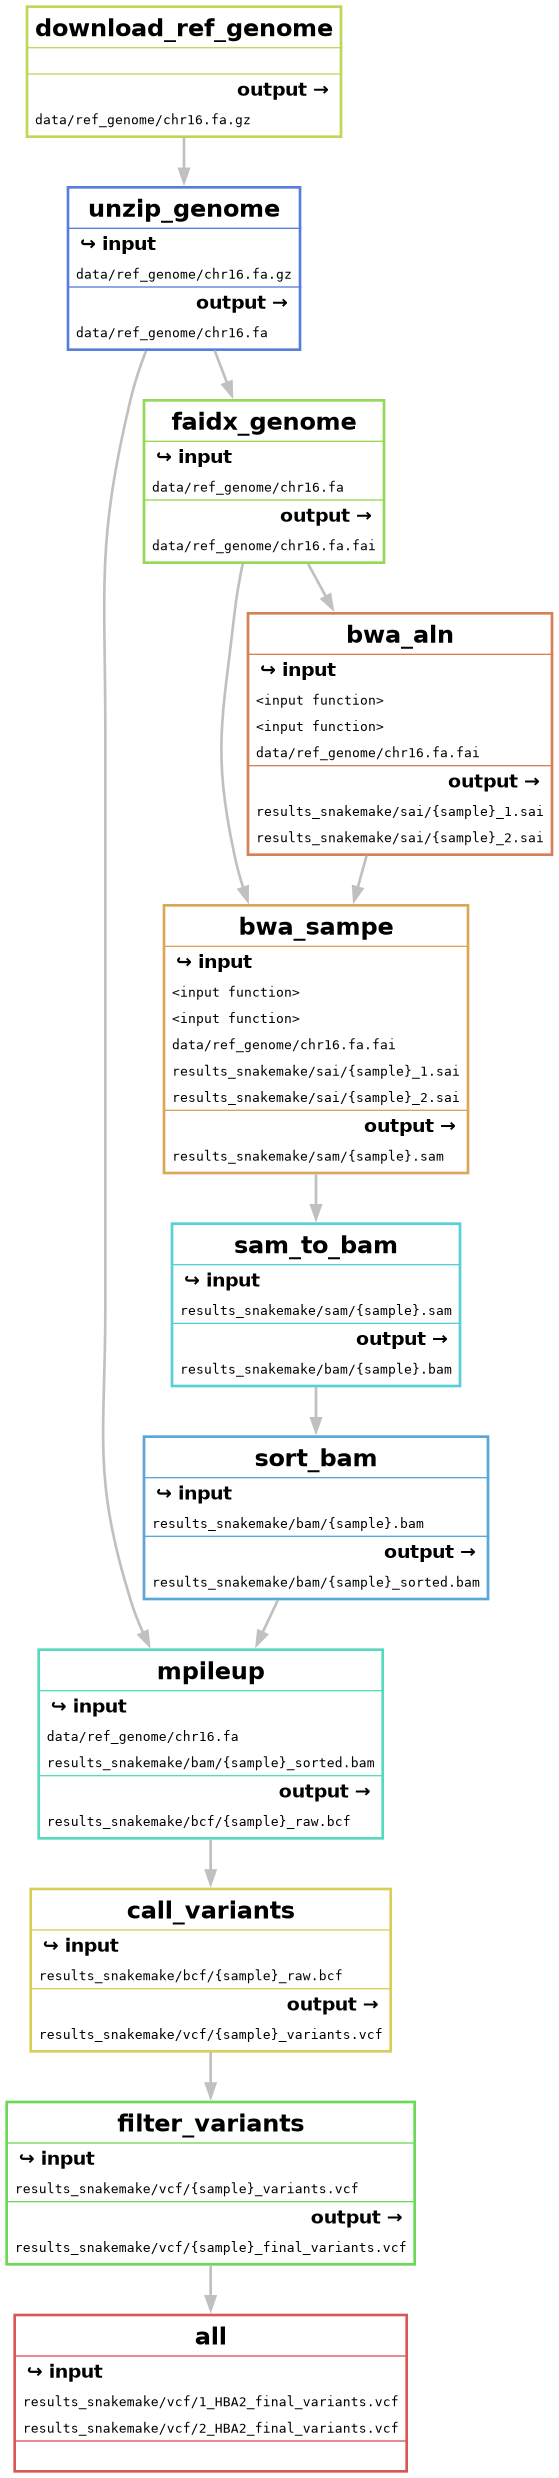 download_ref_genome
output →
data/ref_genome/chr16.fa.gz
unzip_genome
↪ input
data/ref_genome/chr16.fa.gz
output →
data/ref_genome/chr16.fa
faidx_genome
↪ input
data/ref_genome/chr16.fa
output →
data/ref_genome/chr16.fa.fai
bwa_aln
↪ input
<input function>
<input function>
data/ref_genome/chr16.fa.fai
output →
results_snakemake/sai/{sample}_1.sai
results_snakemake/sai/{sample}_2.sai
bwa_sampe
↪ input
<input function>
<input function>
data/ref_genome/chr16.fa.fai
results_snakemake/sai/{sample}_1.sai
results_snakemake/sai/{sample}_2.sai
output →
results_snakemake/sam/{sample}.sam
sam_to_bam
↪ input
results_snakemake/sam/{sample}.sam
output →
results_snakemake/bam/{sample}.bam
sort_bam
↪ input
results_snakemake/bam/{sample}.bam
output →
results_snakemake/bam/{sample}_sorted.bam
mpileup
↪ input
data/ref_genome/chr16.fa
results_snakemake/bam/{sample}_sorted.bam
output →
results_snakemake/bcf/{sample}_raw.bcf
call_variants
↪ input
results_snakemake/bcf/{sample}_raw.bcf
output →
results_snakemake/vcf/{sample}_variants.vcf
filter_variants
↪ input
results_snakemake/vcf/{sample}_variants.vcf
output →
results_snakemake/vcf/{sample}_final_variants.vcf
all
↪ input
results_snakemake/vcf/1_HBA2_final_variants.vcf
results_snakemake/vcf/2_HBA2_final_variants.vcf